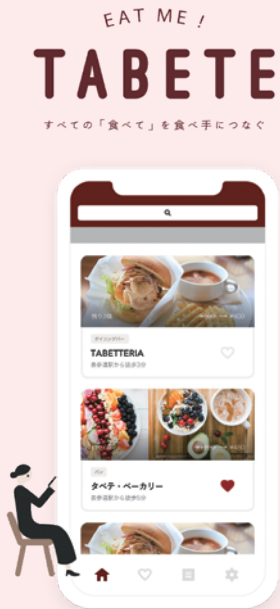 EAT ME !
TABETE
すべての「食べて」を食べ手につなぐ
ダイニングバー
TABETTERIA
表参道駅から徒歩3分
パン
タベテ・ベーカリー
表参道駅から徒歩5分